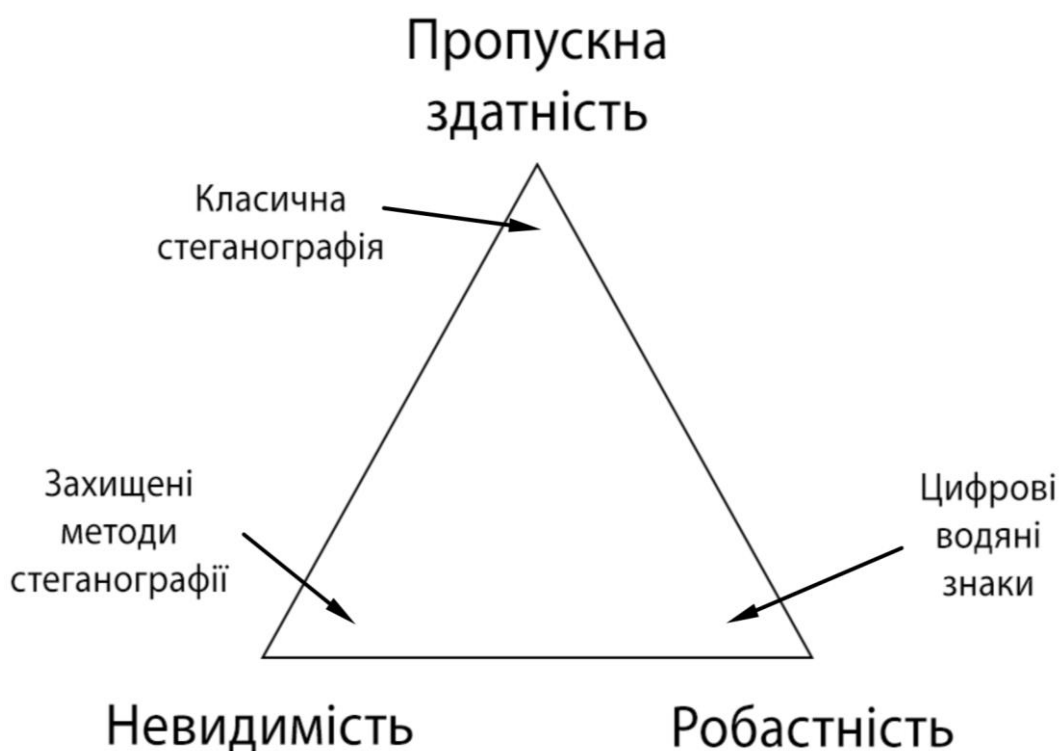 Пропускна
здатність
Класична
стеганографія
Захищені
методи
стеганографії
Цифрові
водяні
знаки
Невидимість
Робастність